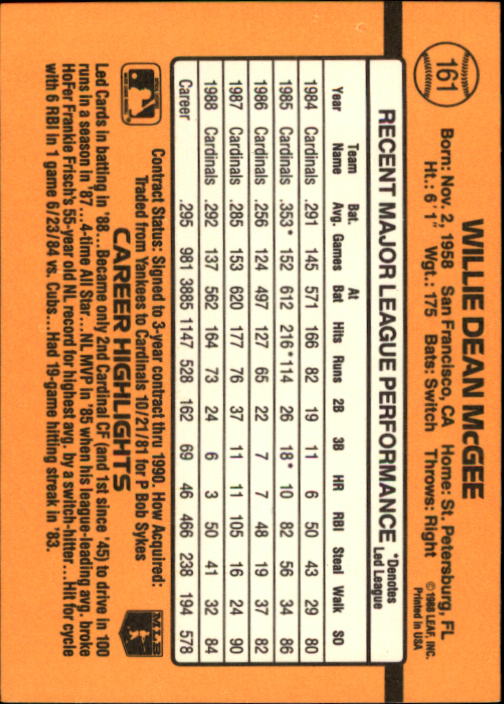 161
WILLIE DEAN McGEE
Born: Nov. 2, 1958 San Francisco, CA Home: St. Petersburg, FL
Ht.: 6' 1" Wgt.: 175 Bats: Switch Throws: Right
©1988 LEAF, INC.
Printed in USA
RECENT MAJOR LEAGUE PERFORMANCE *Denotes Led League
Year Team Name Bat. Avg. Games At Bat Hits Runs 2B 3B HR RBI Steal Walk SO
1984 Cardinals .291 145 571 166 82 19 11 6 50 43 29 80
1985 Cardinals .353* 152 612 216* 114 26 18* 10 82 56 34 86
1986 Cardinals .256 124 497 127 65 22 7 7 48 19 37 82
1987 Cardinals .285 153 620 177 76 37 11 11 105 16 24 90
1988 Cardinals .292 137 562 164 73 24 6 3 50 41 32 84
Career .295 981 3885 1147 528 162 69 46 466 238 194 578
Contract Status: Signed to 3-year contract thru 1990. How Acquired:
Traded from Yankees to Cardinals 10/21/81 for P Bob Sykes
MLB
CAREER HIGHLIGHTS
Led Cards in batting in '88...Became only 2nd Cardinal CF (and 1st since '45) to drive in 100
runs in a season in '87...4-time All Star...NL MVP in '85 when his league-leading avg. broke
HoFer Frankie Frisch's 55-year old NL record for highest avg. by a switch-hitter...Hit for cycle
with 6 RBI in 1 game 6/23/84 vs. Cubs...Had 19-game hitting streak in '83.